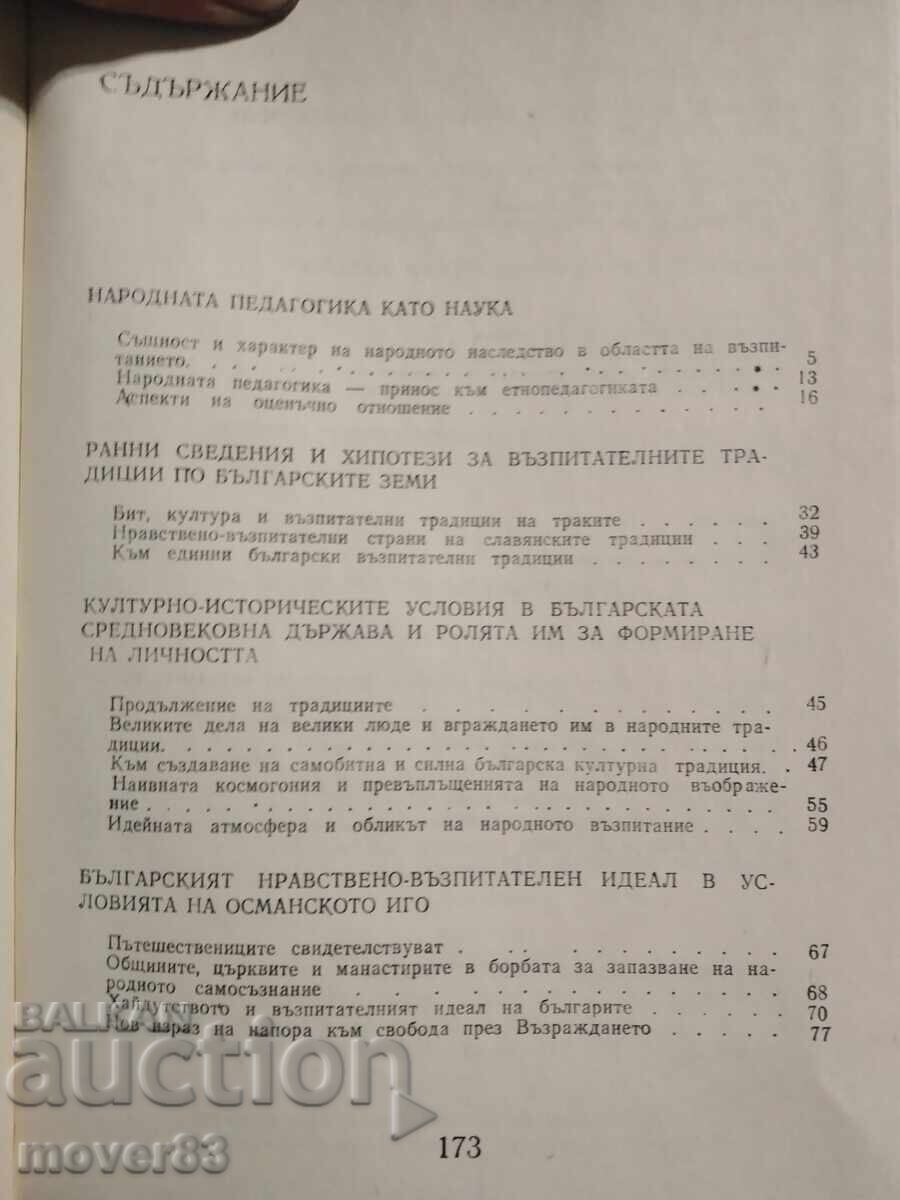 СЪДЪРЖАНИЕ
НАРОДНАТА ПЕДАГОГИКА КАТО НАУКА
Същност и характер на народното наследство в областта на възпи-
танието. . . . . . . . . . . . . . . . . . 5
Народната педагогика — принос към етнопедагогиката . . . . 13
Аспекти на оценъчно отношение . . . . . . . . . . . 16
РАННИ СВЕДЕНИЯ И ХИПОТЕЗИ ЗА ВЪЗПИТАТЕЛНИТЕ ТРА-
ДИЦИИ ПО БЪЛГАРСКИТЕ ЗЕМИ
Бит, култура и възпитателни традиции на траките . . . . . . 32
Нравствено-възпитателни страни на славянските традиции . . . 39
Към единни български възпитателни традиции . . . . . . . 43
КУЛТУРНО-ИСТОРИЧЕСКИТЕ УСЛОВИЯ В БЪЛГАРСКАТА
СРЕДНОВЕКОВНА ДЪРЖАВА И РОЛЯТА ИМ ЗА ФОРМИРАНЕ
НА ЛИЧНОСТТА
Продължение на традициите . . . . . . . . . . . . 45
Великите дела на велики люде и вграждането им в народните тра-
диции. . . . . . . . . . . . . . . . . . . . 46
Към създаване на самобитна и силна българска културна традиция. . 47
Наивната космогония и превъплъщенията на народното въображе-
ние . . . . . . . . . . . . . . . . . . . . 55
Идейната атмосфера и обликът на народното възпитание . . . . 59
БЪЛГАРСКИЯТ НРАВСТВЕНО-ВЪЗПИТАТЕЛЕН ИДЕАЛ В УС-
ЛОВИЯТА НА ОСМАНСКОТО ИГО
Пътешествениците свидетелствуват . . . . . . . . . . . 67
Общините, църквите и манастирите в борбата за запазване на на-
родното самосъзнание . . . . . . . . . . . . . . 68
Хайдутството и възпитателният идеал на българите . . . . . . 70
Нов израз на напора към свобода през Възраждането . . . . . 77
173
BALKAN
auction
mover83